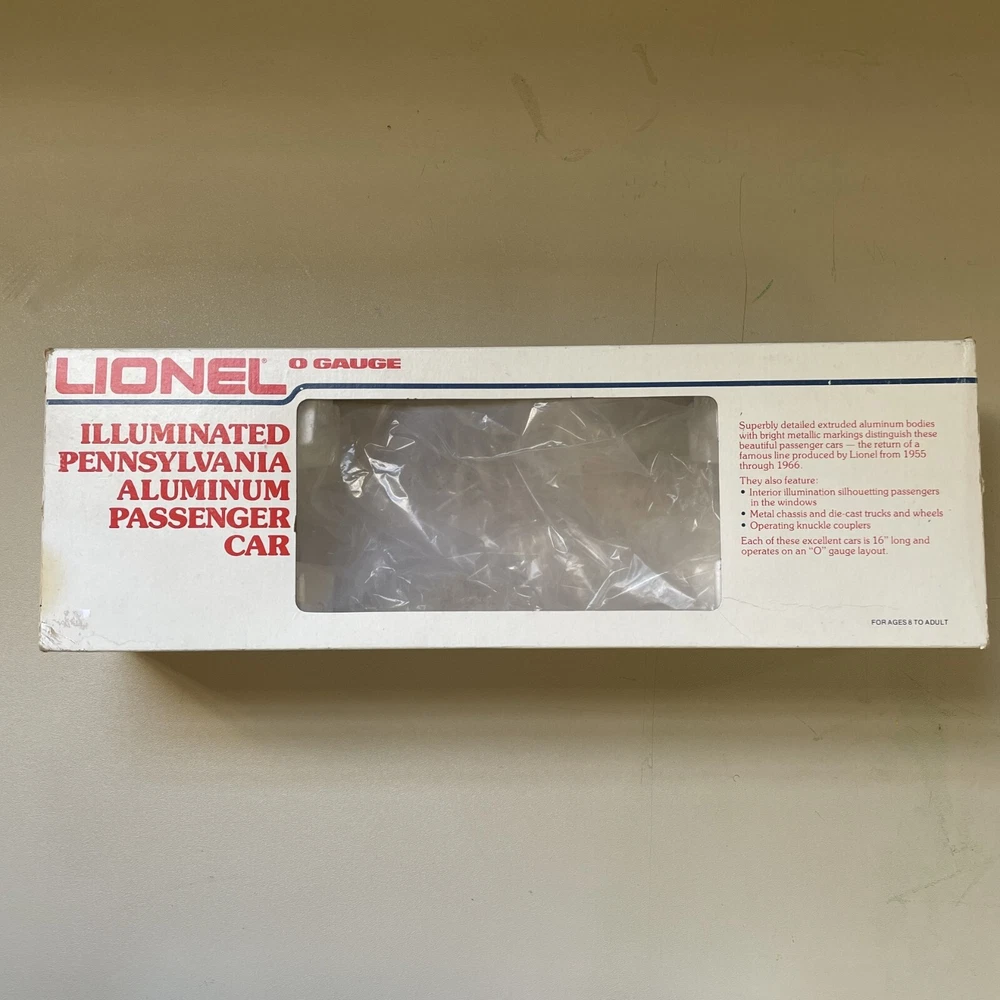 LIONEL® O GAUGE
ILLUMINATED
PENNSYLVANIA
ALUMINUM
PASSENGER
CAR
Superbly detailed extruded aluminum bodies
with bright metallic markings distinguish these
beautiful passenger cars — the return of a
famous line produced by Lionel from 1955
through 1966.
They also feature:
• Interior illumination silhouetting passengers
in the windows
• Metal chassis and die-cast trucks and wheels
• Operating knuckle couplers
Each of these excellent cars is 16" long and
operates on an "O" gauge layout.
FOR AGES 8 TO ADULT